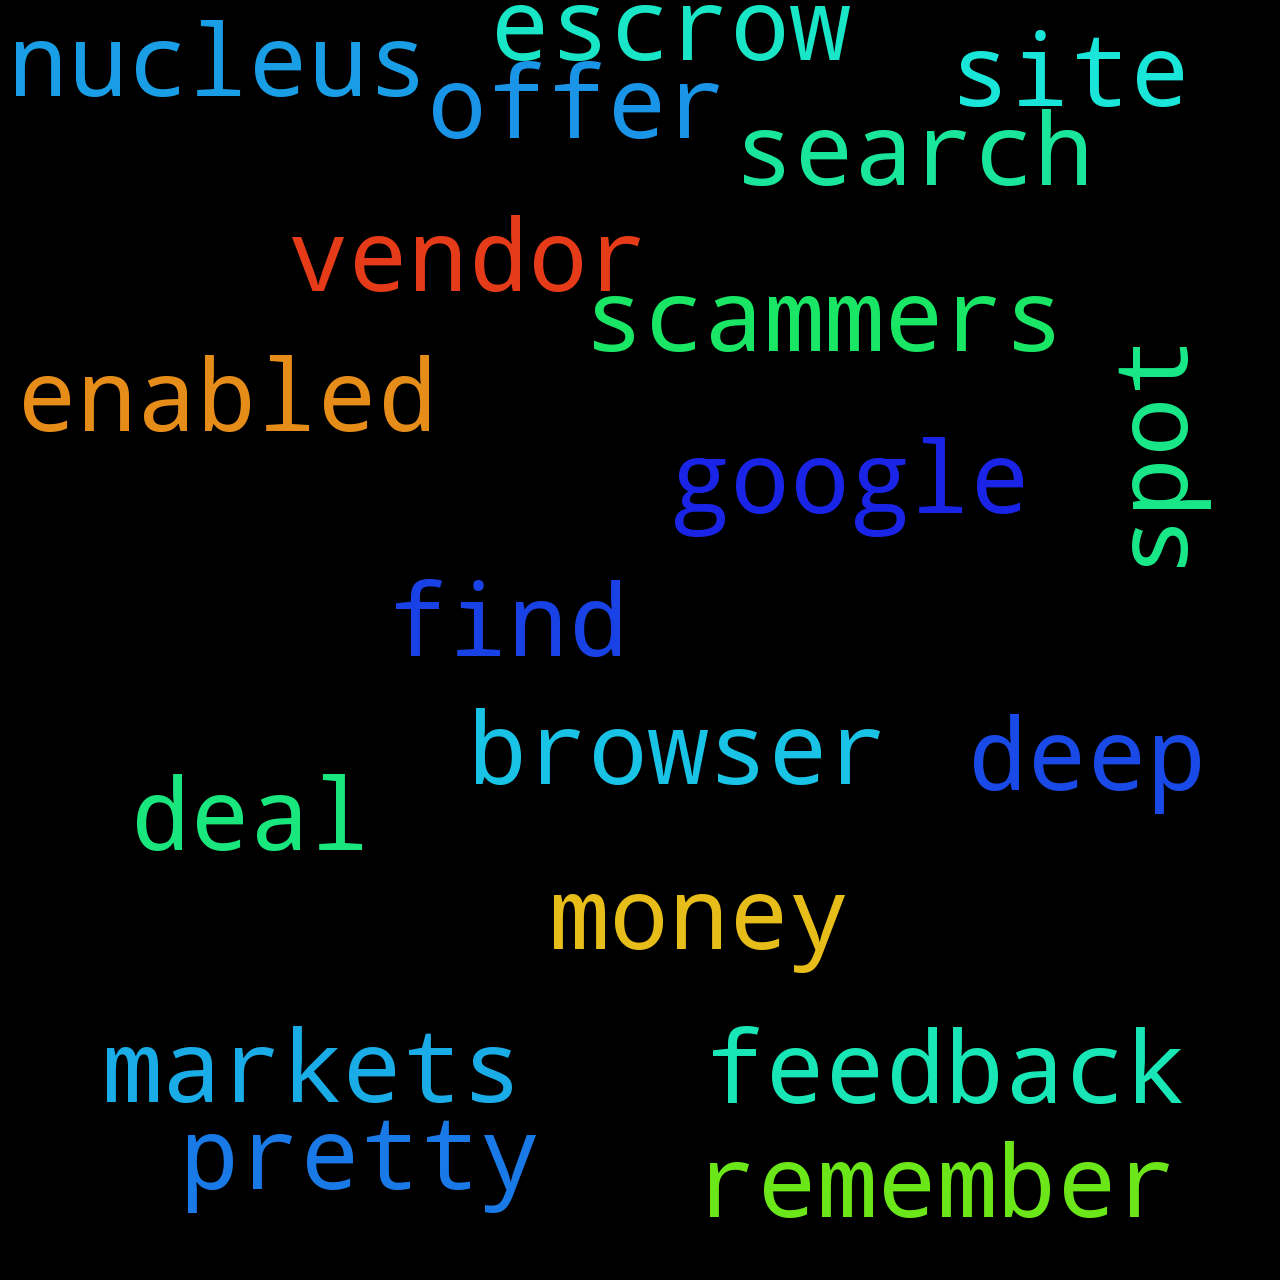 nucleus
escrow
site
offer
search
vendor
scammers
enabled
spot
google
find
browser
deep
deal
money
markets
feedback
pretty
remember